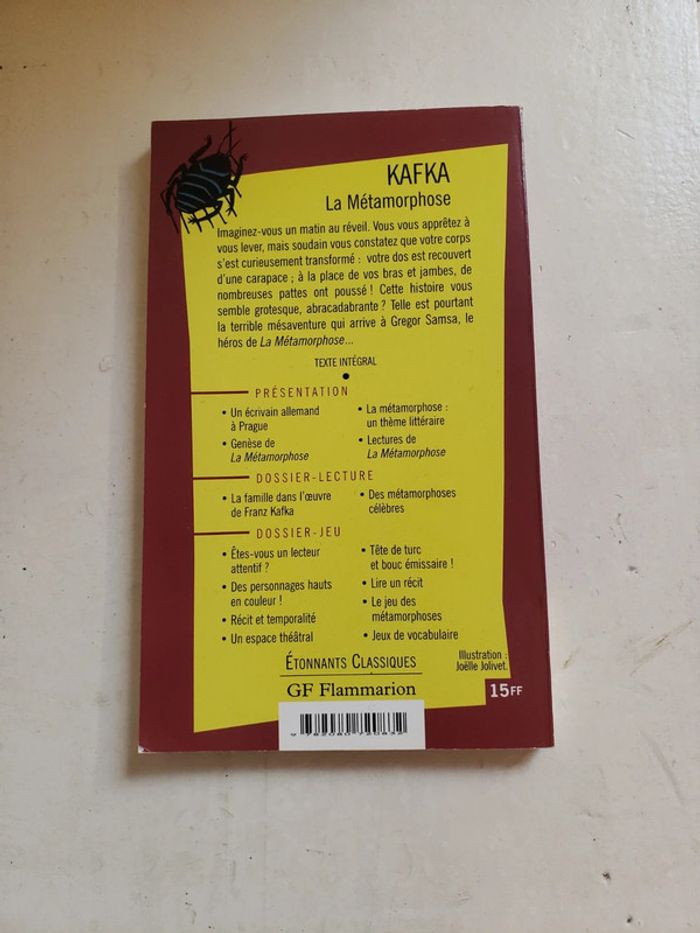 KAFKA
La Métamorphose
Imaginez-vous un matin au réveil. Vous vous apprêtez à
vous lever, mais soudain vous constatez que votre corps
s'est curieusement transformé : votre dos est recouvert
d'une carapace ; à la place de vos bras et jambes, de
nombreuses pattes ont poussé ! Cette histoire vous
semble grotesque, abracadabrante ? Telle est pourtant
la terrible mésaventure qui arrive à Gregor Samsa, le
héros de La Métamorphose...
TEXTE INTÉGRAL
•
PRÉSENTATION
• Un écrivain allemand
à Prague
• Genèse de
La Métamorphose
• La métamorphose :
un thème littéraire
• Lectures de
La Métamorphose
DOSSIER-LECTURE
• La famille dans l'œuvre
de Franz Kafka
• Des métamorphoses
célèbres
DOSSIER-JEU
• Êtes-vous un lecteur
attentif ?
• Des personnages hauts
en couleur !
• Récit et temporalité
• Un espace théâtral
• Tête de turc
et bouc émissaire !
• Lire un récit
• Le jeu des
métamorphoses
• Jeux de vocabulaire
Illustration :
Joëlle Jolivet.
ÉTONNANTS CLASSIQUES
GF Flammarion
15FF